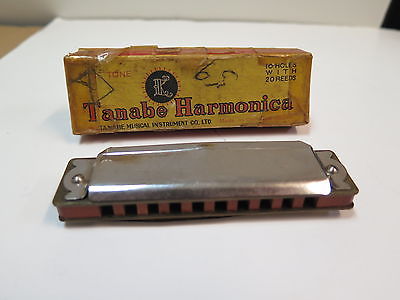 TONE
K
65
10 HOLES
WITH
20 REEDS
Tanabe Harmonica
TANABE MUSICAL INSTRUMENT CO., LTD.